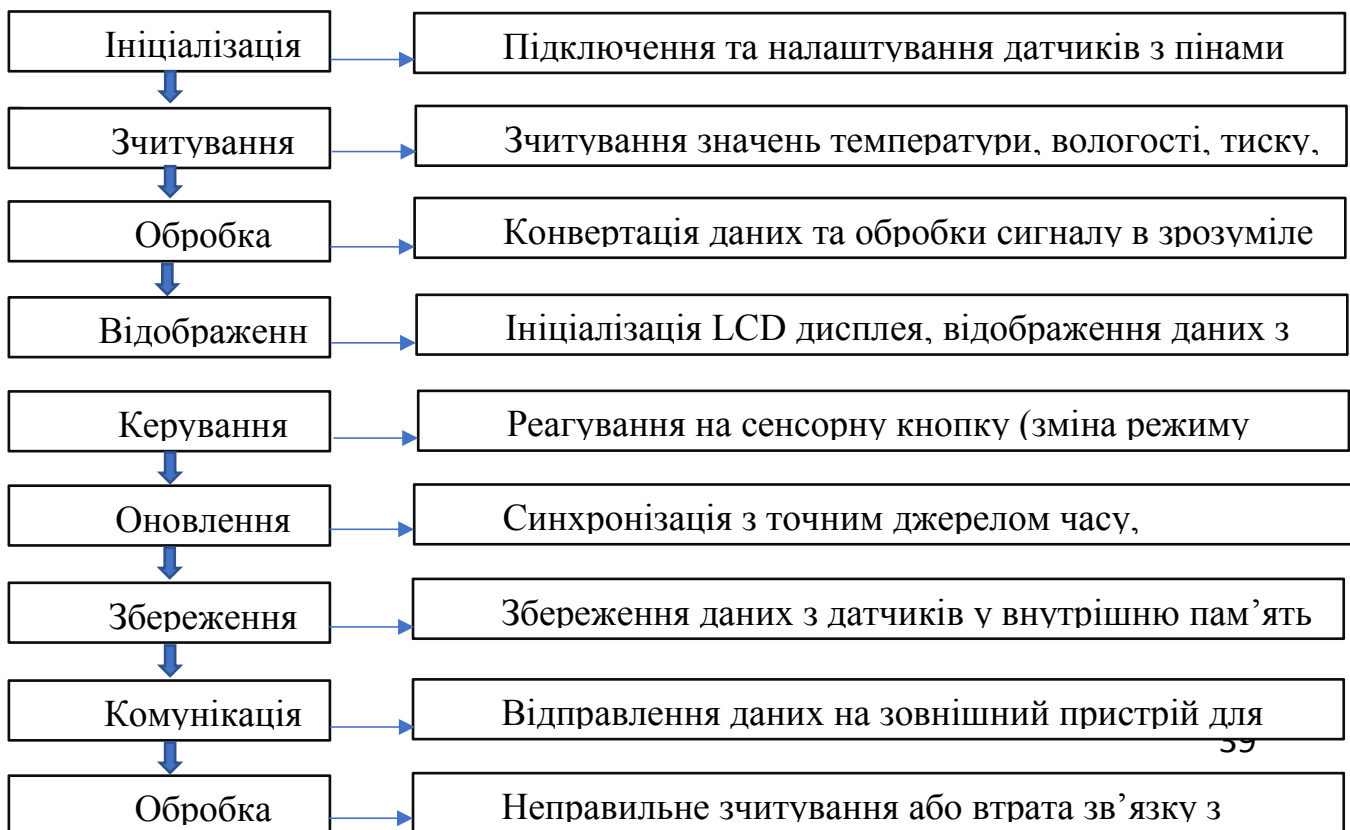 Ініціалізація
Підключення та налаштування датчиків з пінами
Зчитування
Зчитування значень температури, вологості, тиску,
Обробка
Конвертація даних та обробки сигналу в зрозуміле
Відображенн
Ініціалізація LCD дисплея, відображення даних з
Керування
Реагування на сенсорну кнопку (зміна режиму
Оновлення
Синхронізація з точним джерелом часу,
Збереження
Збереження даних з датчиків у внутрішню пам’ять
Комунікація
Відправлення даних на зовнішний пристрій для
39
Обробка
Неправильне зчитування або втрата зв’язку з